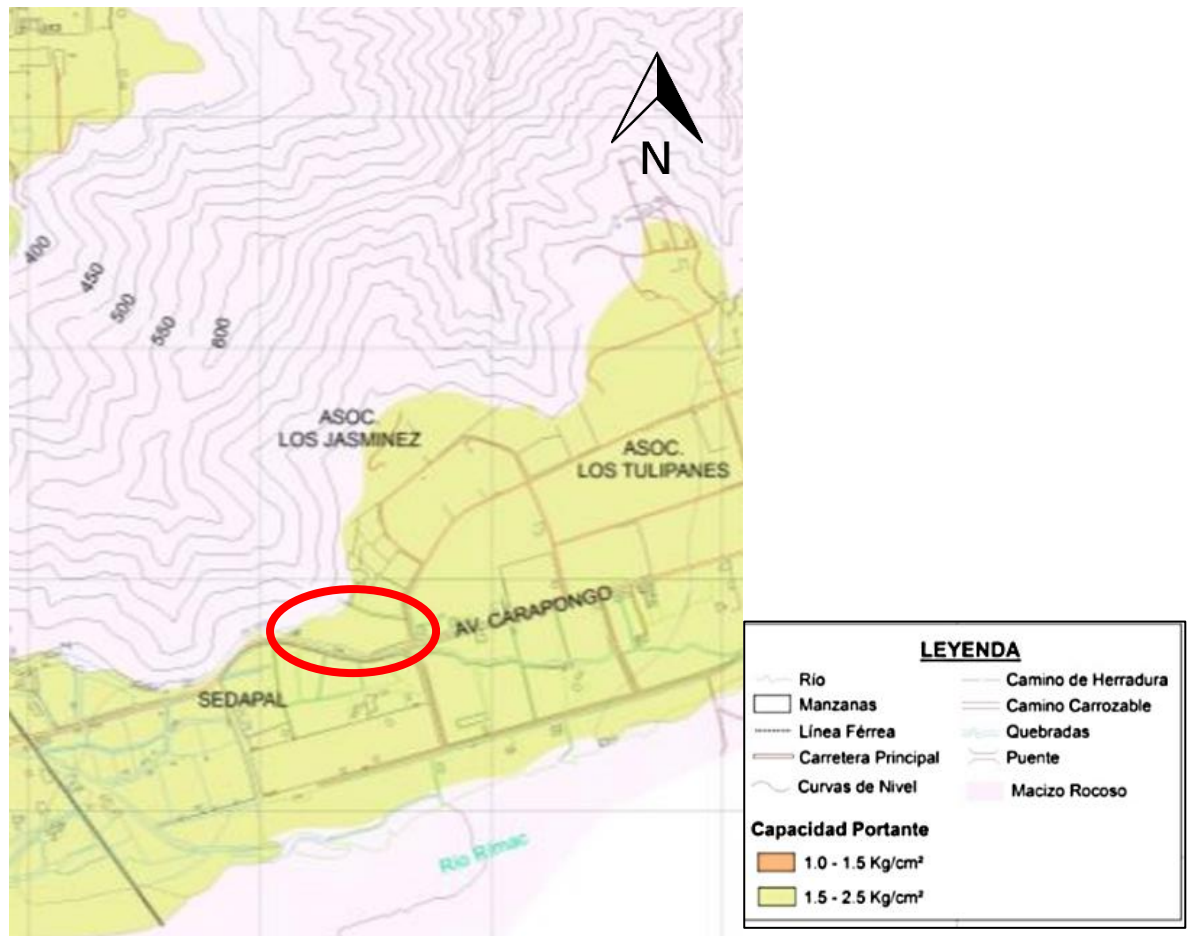 N
400
450
500
550
600
ASOC.
LOS JASMINEZ
ASOC.
LOS TULIPANES
AV. CARAPONGO
SEDAPAL
Río Rímac
LEYENDA
Río
Manzanas
Línea Férrea
Carretera Principal
Curvas de Nivel
Camino de Herradura
Camino Carrozable
Quebradas
Puente
Macizo Rocoso
Capacidad Portante
1.0 - 1.5 Kg/cm²
1.5 - 2.5 Kg/cm²